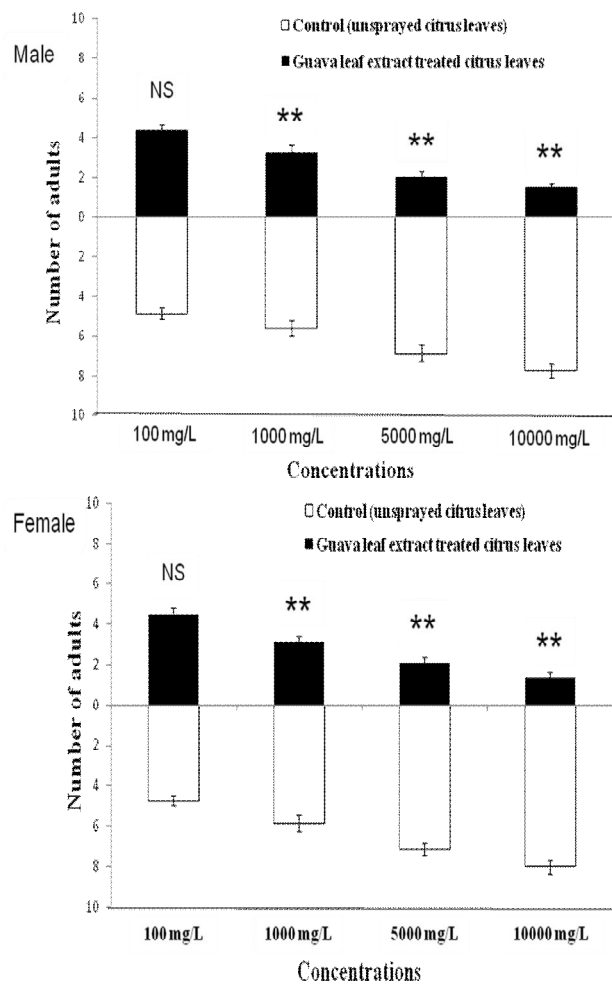 Male
□ Control (unsprayed citrus leaves)
■ Guava leaf extract treated citrus leaves
NS
**
**
**
Number of adults
10
8
6
4
2
0
2
4
6
8
10
100 mg/L 1000 mg/L 5000 mg/L 10000 mg/L
Concentrations
Female
□ Control (unsprayed citrus leaves)
■ Guava leaf extract treated citrus leaves
NS
**
**
**
Number of adults
10
8
6
4
2
0
2
4
6
8
10
100 mg/L 1000 mg/L 5000 mg/L 10000 mg/L
Concentrations